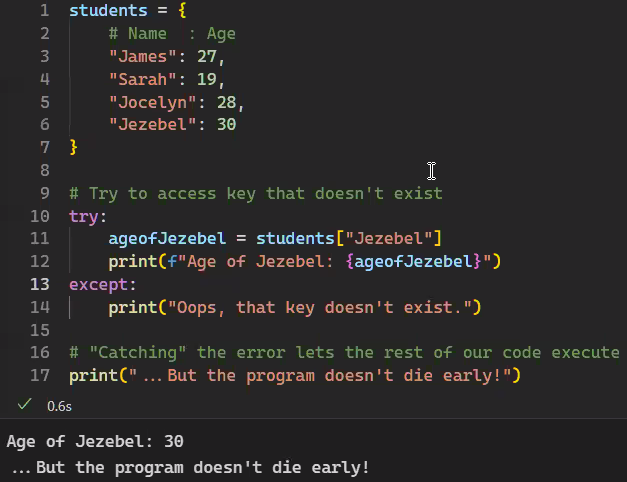 1 students = {
2     # Name  : Age
3     "James": 27,
4     "Sarah": 19,
5     "Jocelyn": 28,
6     "Jezebel": 30
7 }
8
9 # Try to access key that doesn't exist
10 try:
11     ageofJezebel = students["Jezebel"]
12     print(f"Age of Jezebel: {ageofJezebel}")
13 except:
14     print("Oops, that key doesn't exist.")
15
16 # "Catching" the error lets the rest of our code execute
17 print("...But the program doesn't die early!")
✓ 0.6s
Age of Jezebel: 30
...But the program doesn't die early!